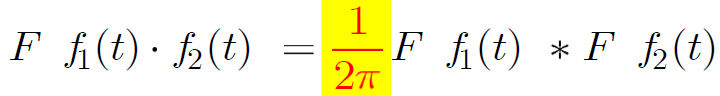 F f₁(t) · f₂(t) = 1/2π F f₁(t) * F f₂(t)